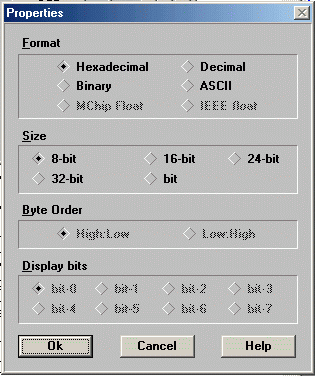 Properties
Format
Hexadecimal Decimal
Binary ASCII
MChip Float IEEE float
Size
8-bit 16-bit 24-bit
32-bit bit
Byte Order
High:Low Low:High
Display bits
bit-0 bit-1 bit-2 bit-3
bit-4 bit-5 bit-6 bit-7
Ok Cancel Help